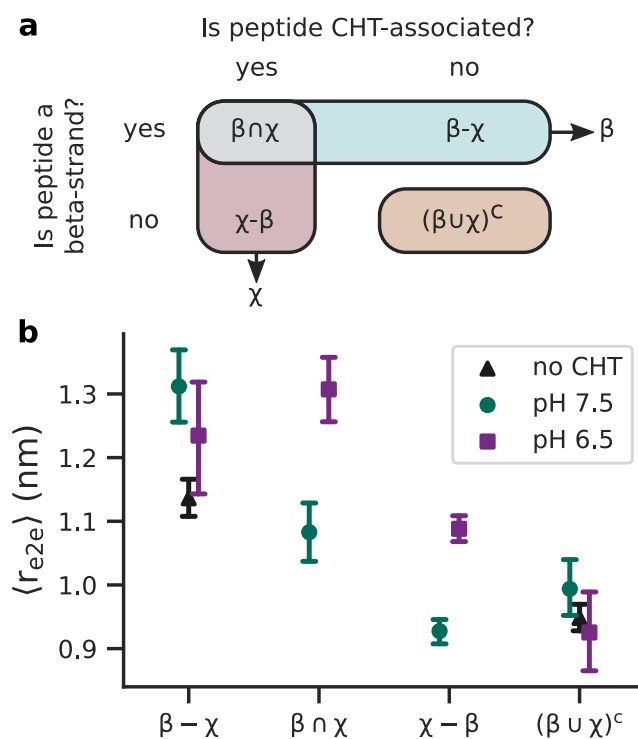 a
Is peptide CHT-associated?
yes
no
Is peptide a
beta-strand?
yes
β∩χ
β-χ
β
no
χ-β
(β∪χ)ᶜ
χ
b
no CHT
pH 7.5
pH 6.5
⟨r_e2e⟩ (nm)
1.3
1.2
1.1
1.0
0.9
β − χ
β ∩ χ
χ − β
(β ∪ χ)ᶜ